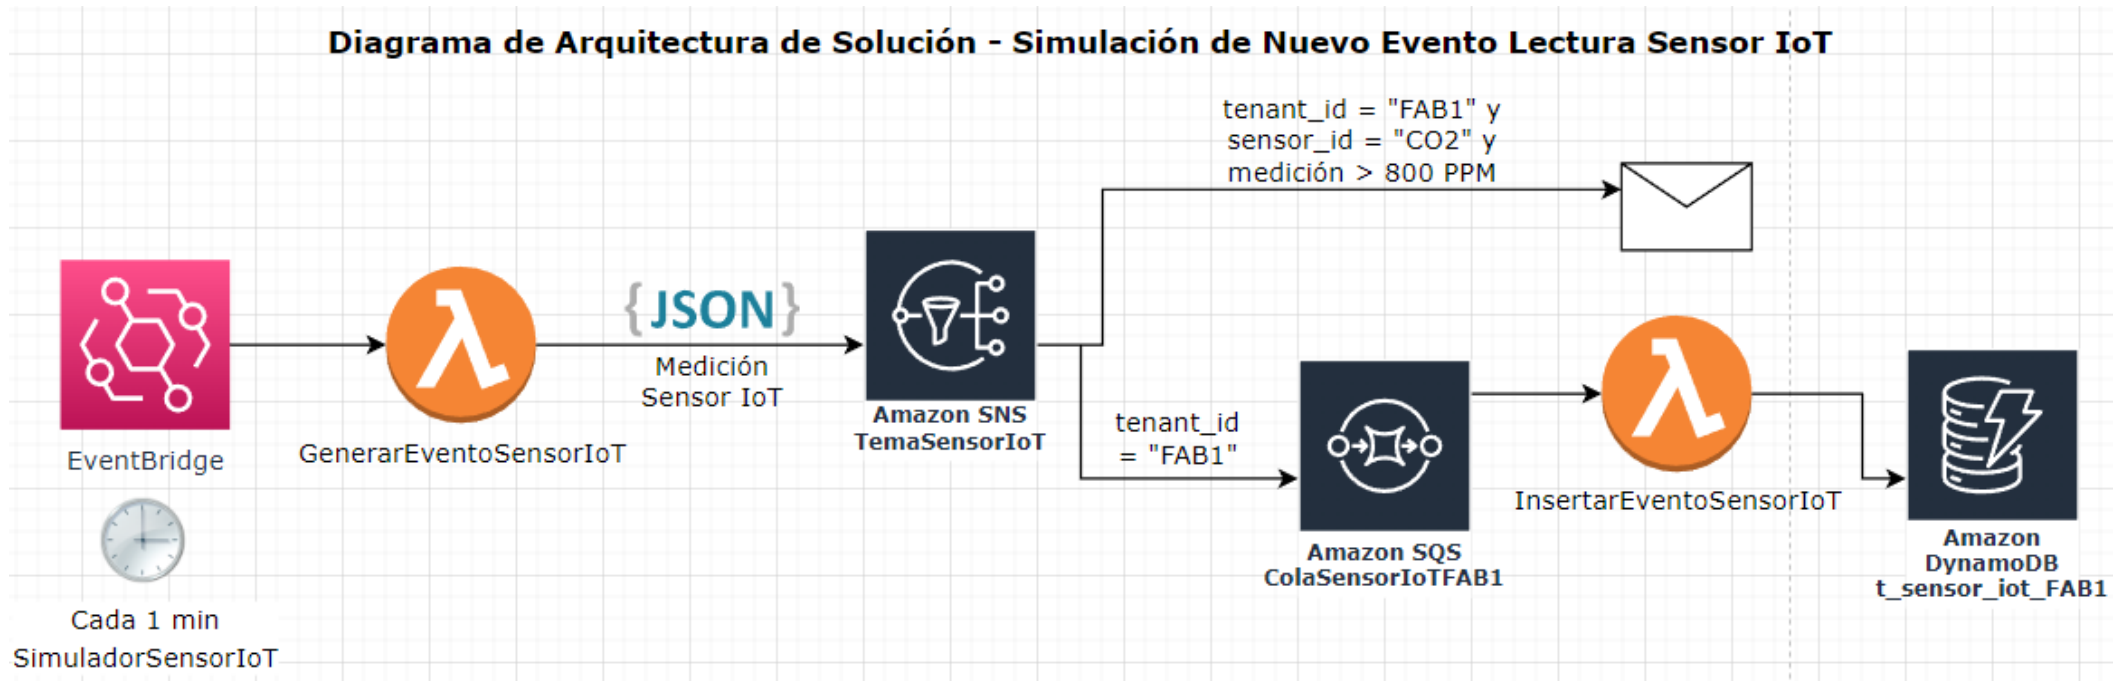 Diagrama de Arquitectura de Solución - Simulación de Nuevo Evento Lectura Sensor IoT
tenant_id = "FAB1" y
sensor_id = "CO2" y
medición > 800 PPM
{JSON}
Medición
Sensor IoT
EventBridge
GenerarEventoSensorIoT
Amazon SNS
TemaSensorIoT
tenant_id
= "FAB1"
Amazon SQS
ColaSensorIoTFAB1
InsertarEventoSensorIoT
Amazon
DynamoDB
t_sensor_iot_FAB1
Cada 1 min
SimuladorSensorIoT